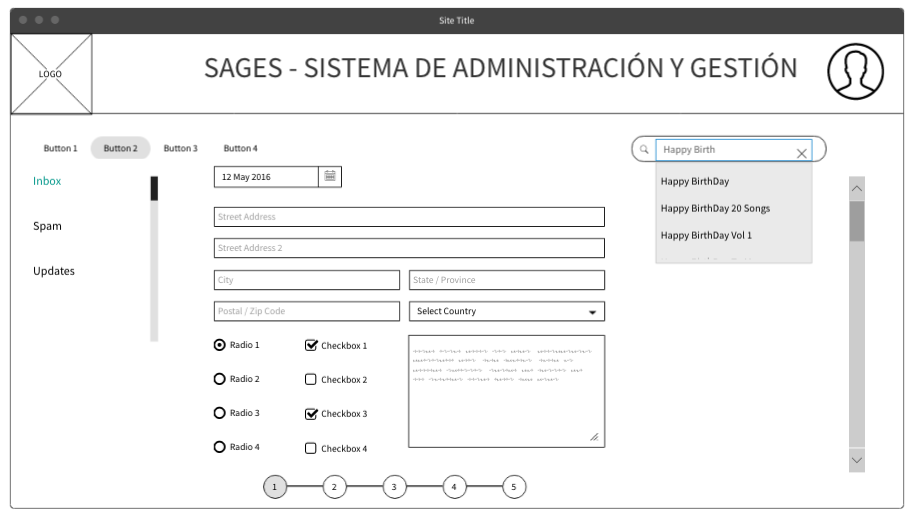 Site Title
LOGO
SAGES - SISTEMA DE ADMINISTRACIÓN Y GESTIÓN
Button 1 Button 2 Button 3 Button 4
Happy Birth
Inbox
Spam
Updates
12 May 2016
Street Address
Street Address 2
City State / Province
Postal / Zip Code Select Country
Radio 1 Checkbox 1
Radio 2 Checkbox 2
Radio 3 Checkbox 3
Radio 4 Checkbox 4
Happy BirthDay
Happy BirthDay 20 Songs
Happy BirthDay Vol 1
1 2 3 4 5